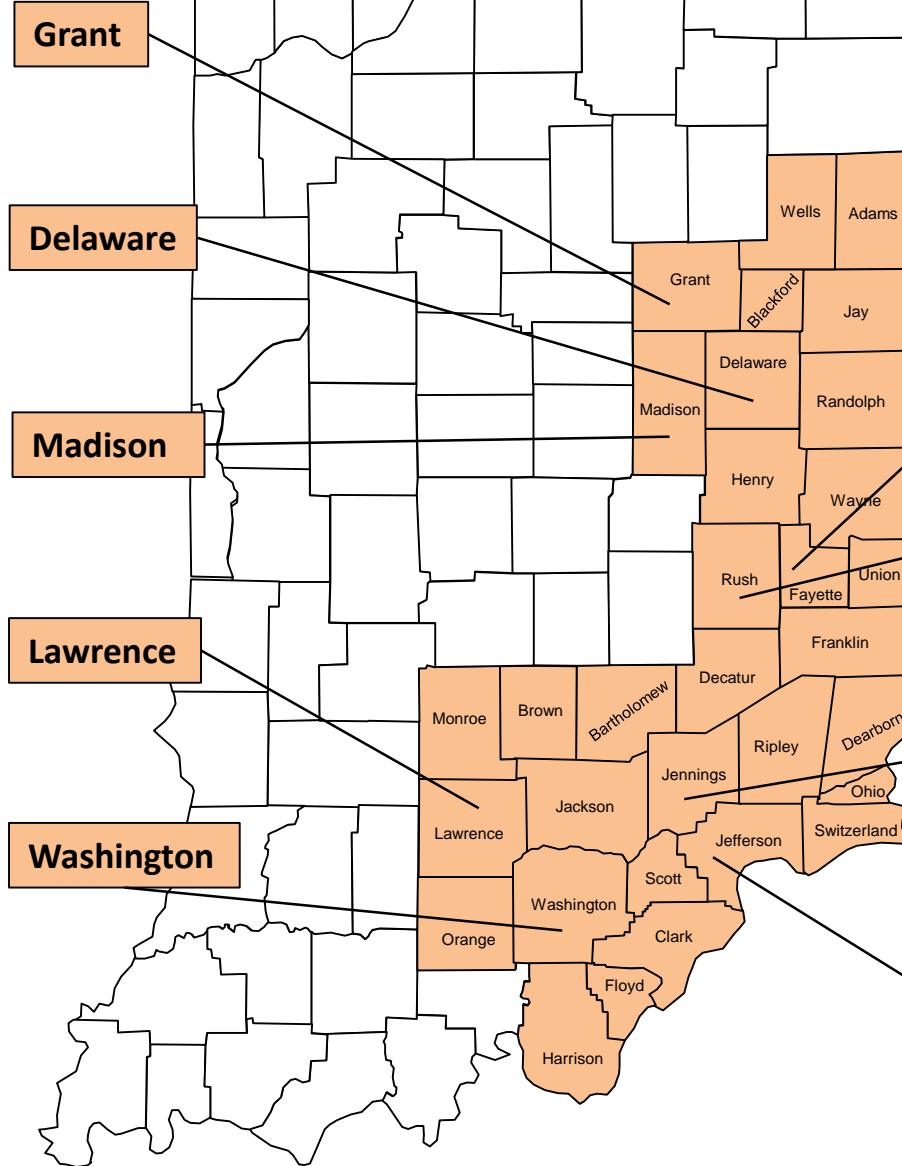 Grant
Delaware
Madison
Lawrence
Washington
Wells
Adams
Grant
Blackford
Jay
Delaware
Madison
Randolph
Henry
Wayne
Rush
Fayette
Union
Franklin
Decatur
Monroe
Brown
Bartholomew
Dearborn
Ripley
Jennings
Ohio
Jackson
Lawrence
Jefferson
Switzerland
Scott
Washington
Orange
Clark
Floyd
Harrison